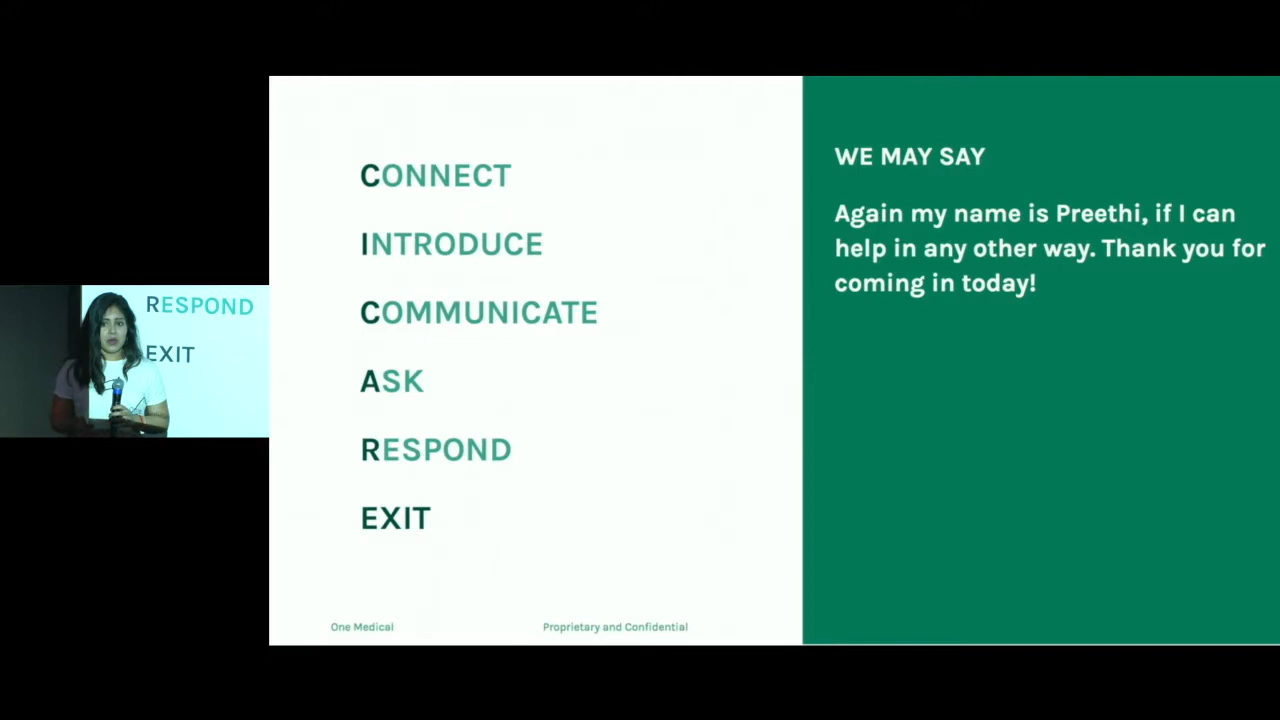 CONNECT
INTRODUCE
COMMUNICATE
ASK
RESPOND
EXIT
One Medical
Proprietary and Confidential
WE MAY SAY
Again my name is Preethi, if I can
help in any other way. Thank you for
coming in today!
RESPOND
EXIT